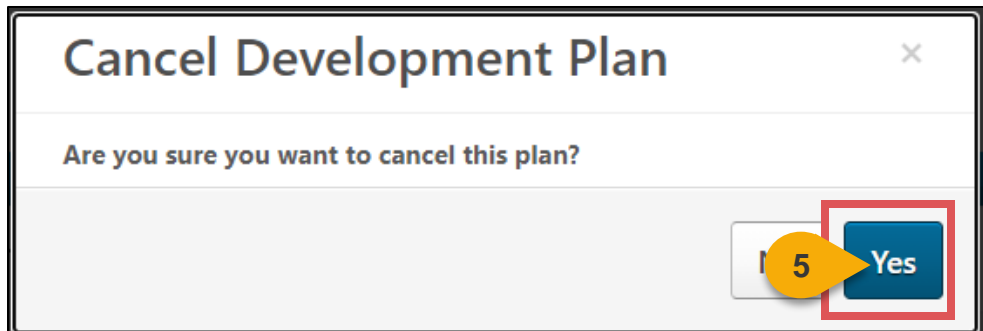 Cancel Development Plan ×
Are you sure you want to cancel this plan?
5 Yes